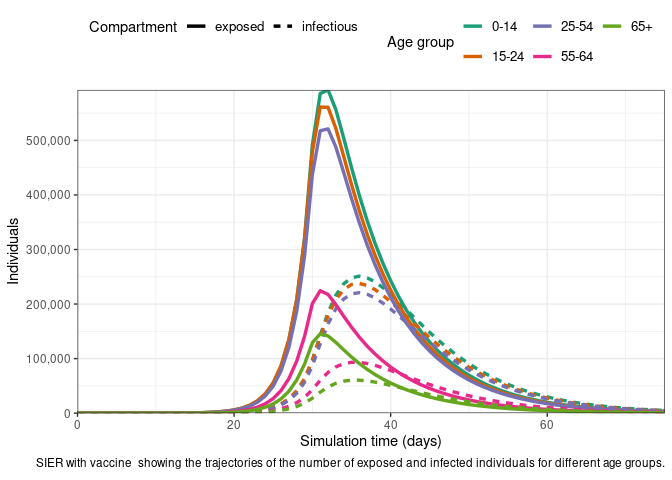 Compartment exposed infectious
Age group 0-14 25-54 65+
15-24 55-64
Individuals
500,000
400,000
300,000
200,000
100,000
0
0 20 40 60
Simulation time (days)
SIER with vaccine  showing the trajectories of the number of exposed and infected individuals for different age groups.